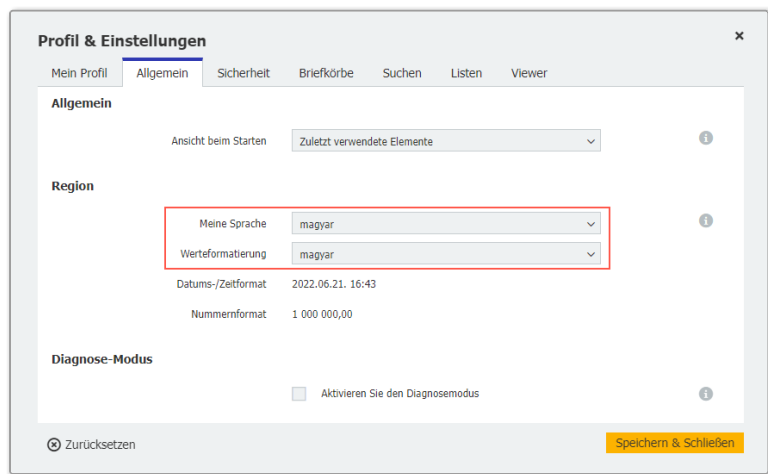 Profil & Einstellungen
Mein Profil Allgemein Sicherheit Briefkörbe Suchen Listen Viewer
Allgemein
Ansicht beim Starten Zuletzt verwendete Elemente
Region
Meine Sprache magyar
Werteformatierung magyar
Datums-/Zeitformat 2022.06.21. 16:43
Nummernformat 1 000 000,00
Diagnose-Modus
Aktivieren Sie den Diagnosemodus
Zurücksetzen Speichern & Schließen